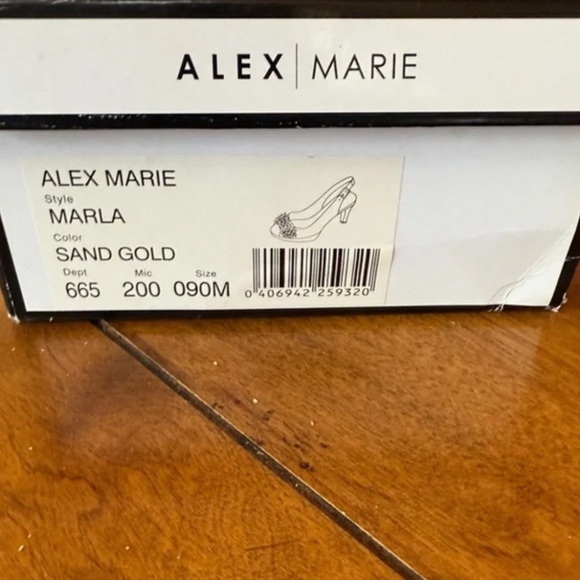 ALEX | MARIE
ALEX MARIE
Style
MARLA
Color
SAND GOLD
Dept. Mic Size
665 200 090M
0 406942 259320